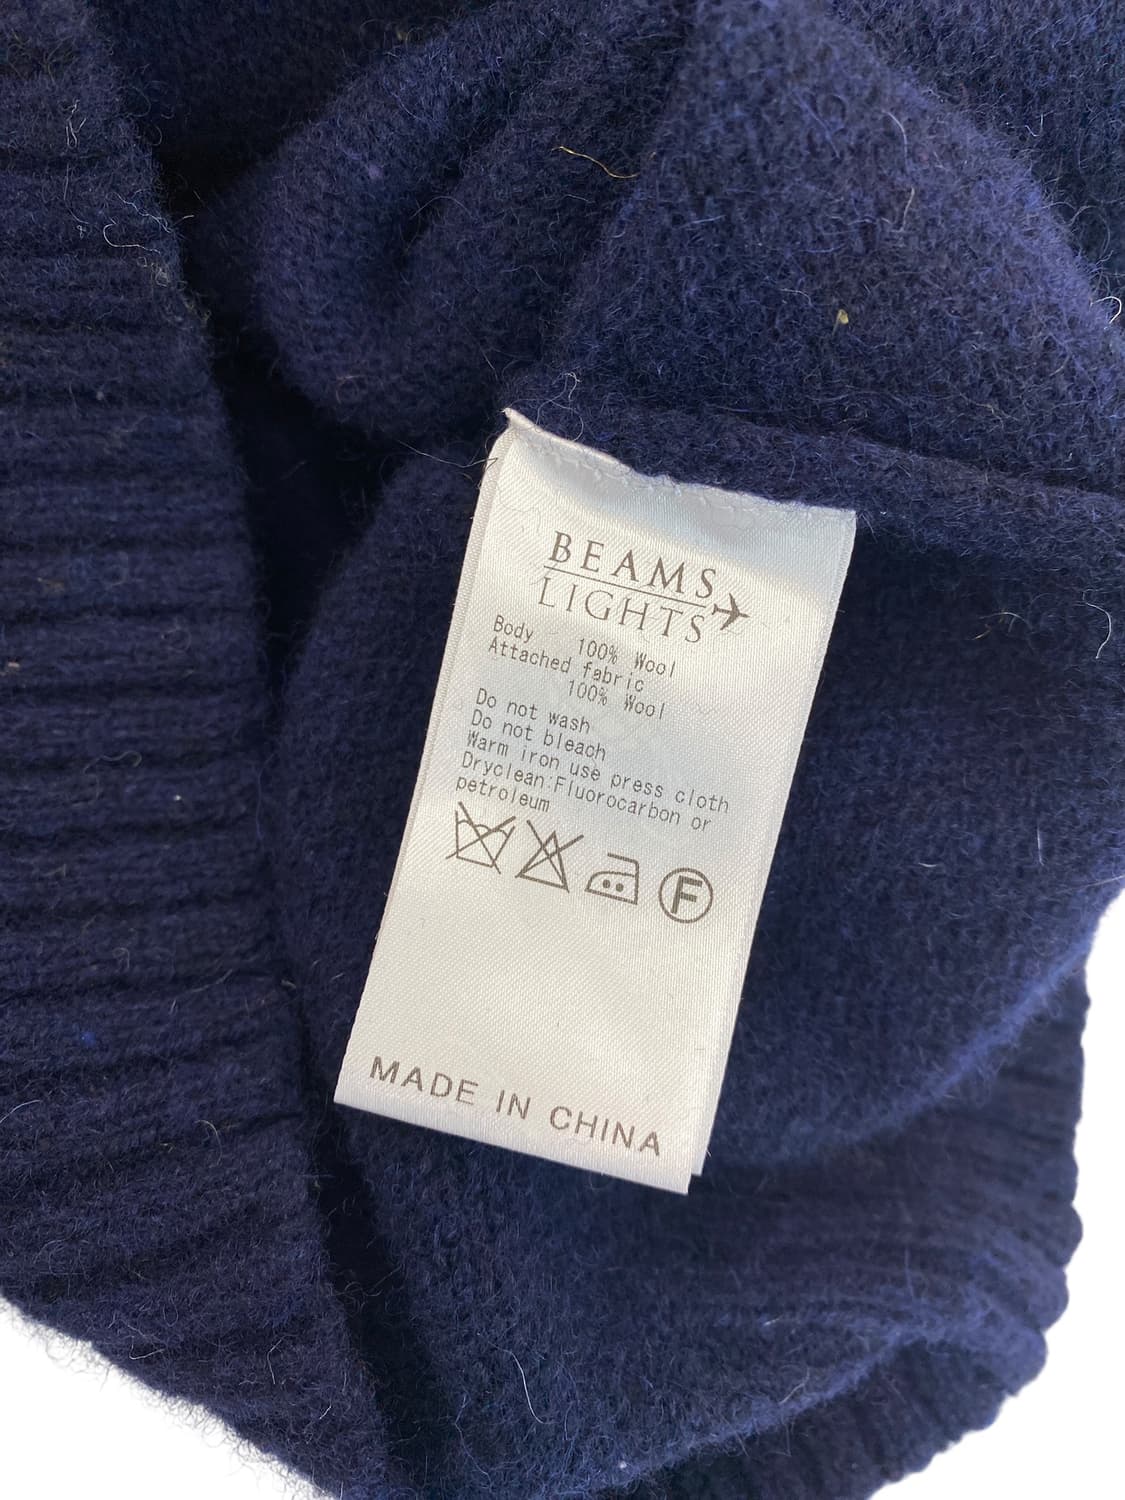 BEAMS
LIGHTS
Body 100% Wool
Attached fabric
100% Wool
Do not wash
Do not bleach
Warm iron use press cloth
Dryclean:Fluorocarbon or
petroleum
F
MADE IN CHINA